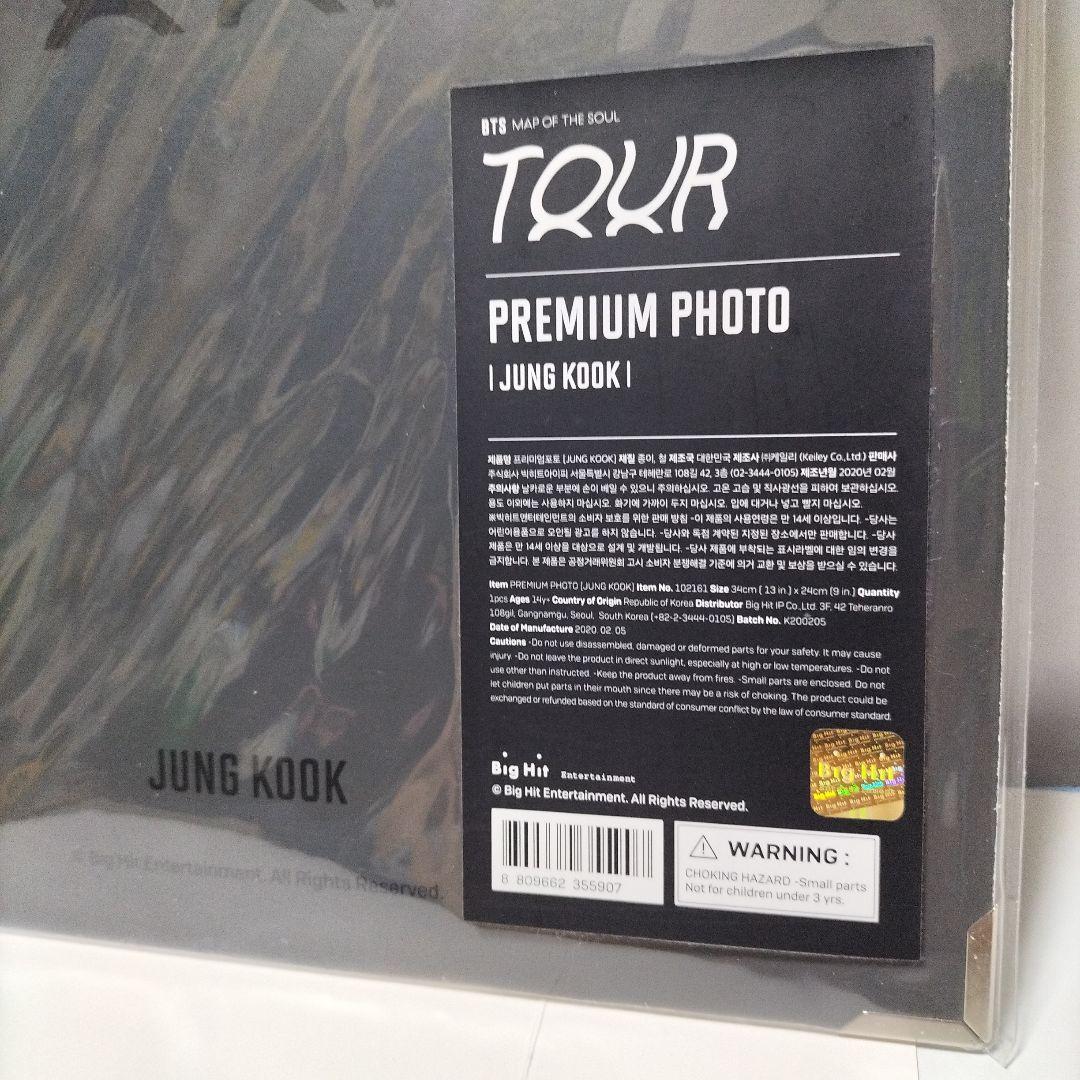 BTS MAP OF THE SOUL
TOUR
PREMIUM PHOTO
| JUNG KOOK |
제품명 프리미엄포토 [JUNG KOOK] 재질 종이, 철 제조국 대한민국 제조사 ㈜케일리 (Keiley Co.,Ltd.) 판매사
주식회사 빅히트아이피 서울특별시 강남구 테헤란로 108길 42, 3층 (02-3444-0105) 제조년월 2020년 02월
주의사항 날카로운 부분에 손이 베일 수 있으니 주의하십시오. 고온 고습 및 직사광선을 피하여 보관하십시오.
용도 이외에는 사용하지 마십시오. 화기에 가까이 두지 마십시오. 입에 대거나 넣고 빨지 마십시오.
※빅히트엔터테인먼트의 소비자 보호를 위한 판매 방침 -이 제품의 사용연령은 만 14세 이상입니다. -당사는
어린이용품으로 오인될 광고를 하지 않습니다. -당사와 독점 계약된 지정된 장소에서만 판매합니다. -당사
제품은 만 14세 이상을 대상으로 설계 및 개발됩니다. -당사 제품에 부착되는 표시라벨에 대한 임의 변경을
금지합니다. 본 제품은 공정거래위원회 고시 소비자 분쟁해결 기준에 의거 교환 및 보상을 받으실 수 있습니다.
Item PREMIUM PHOTO [JUNG KOOK] Item No. 102161 Size 34cm [ 13 in.] x 24cm (9 in.] Quantity
1pcs Ages 14y+ Country of Origin Republic of Korea Distributor Big Hit IP Co.,Ltd. 3F, 42 Teheranro
108gil, Gangnamgu, Seoul, South Korea [+82-2-3444-0105] Batch No. K200205
Date of Manufacture 2020. 02. 05
Cautions -Do not use disassembled, damaged or deformed parts for your safety. It may cause
injury. -Do not leave the product in direct sunlight, especially at high or low temperatures. -Do not
use other than instructed. -Keep the product away from fires. -Small parts are enclosed. Do not
let children put parts in their mouth since there may be a risk of choking. The product could be
exchanged or refunded based on the standard of consumer conflict by the law of consumer standard.
Big Hit Entertainment
© Big Hit Entertainment. All Rights Reserved.
Big Hit
8 809662 355907
WARNING :
CHOKING HAZARD -Small parts
Not for children under 3 yrs.
JUNG KOOK
© Big Hit Entertainment. All Rights Reserved.